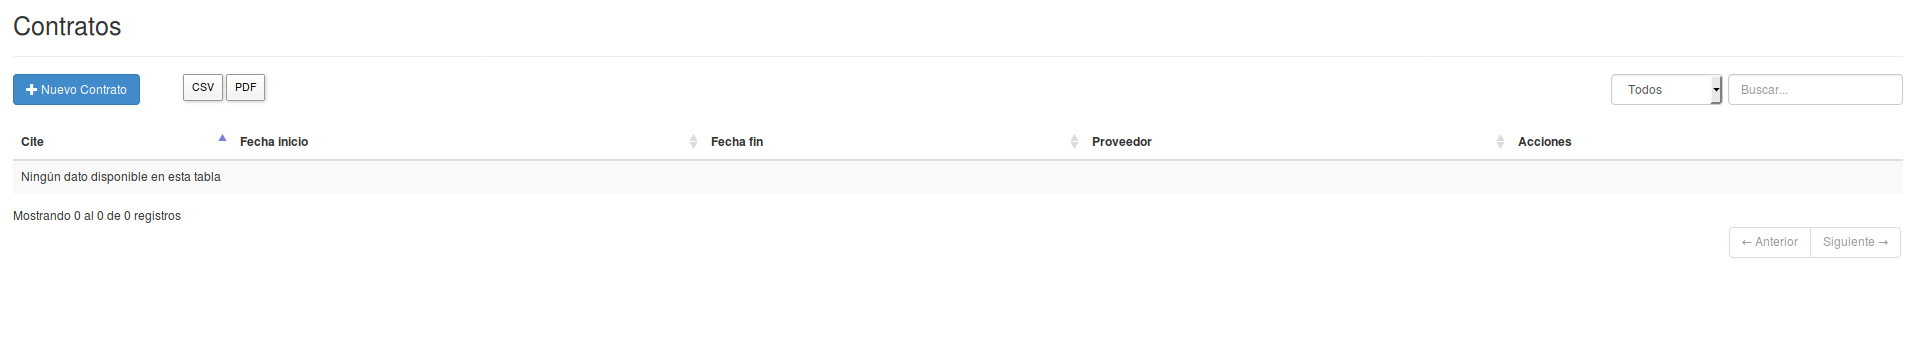 Contratos
Nuevo Contrato CSV PDF Todos Buscar...
Cite Fecha inicio Fecha fin Proveedor Acciones
Ningún dato disponible en esta tabla
Mostrando 0 al 0 de 0 registros
← Anterior Siguiente →